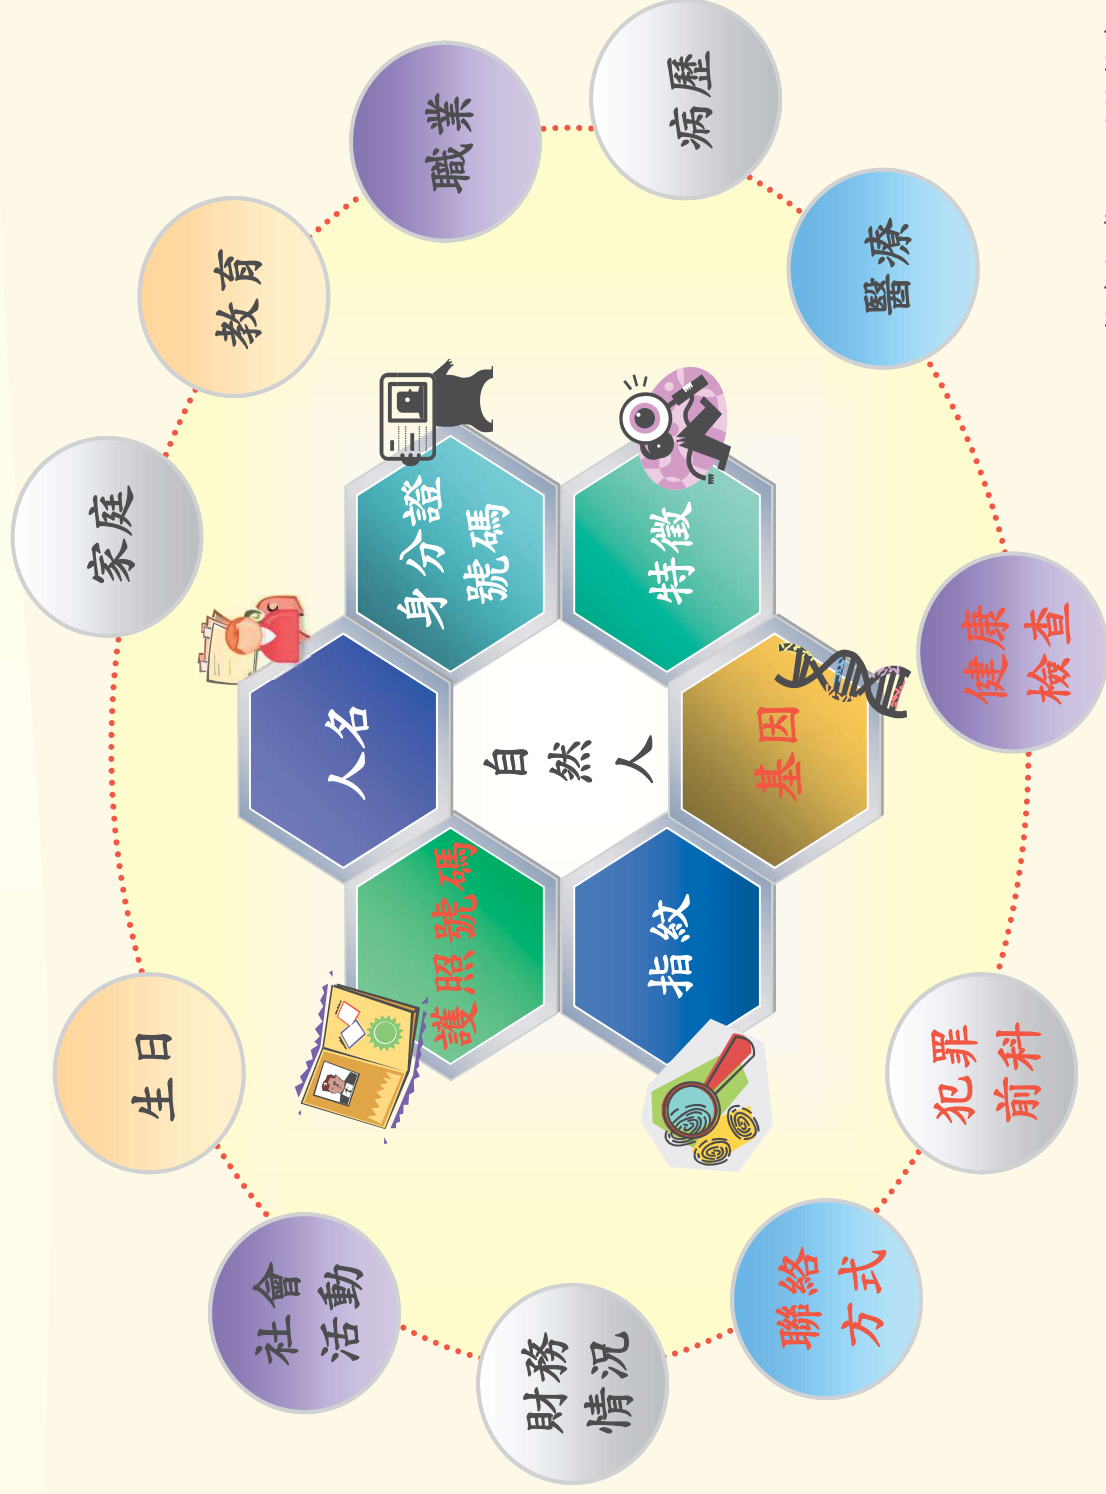 家庭
教育
職業
病歷
醫療
健康
檢查
犯罪
前科
聯絡
方式
財務
情況
社會
活動
生日
人名
身分證
號碼
特徵
基因
指紋
護照號碼
自
然
人